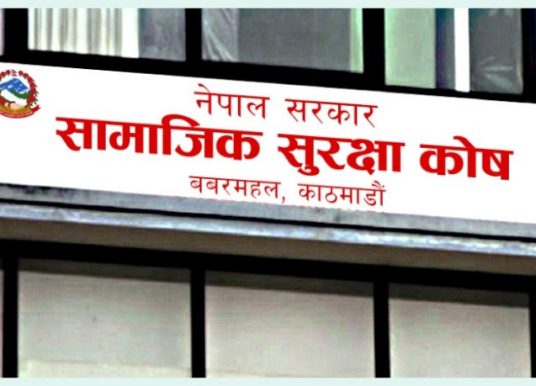 नेपाल सरकार
सामाजिक सुरक्षा कोष
बबरमहल, काठमाडौं